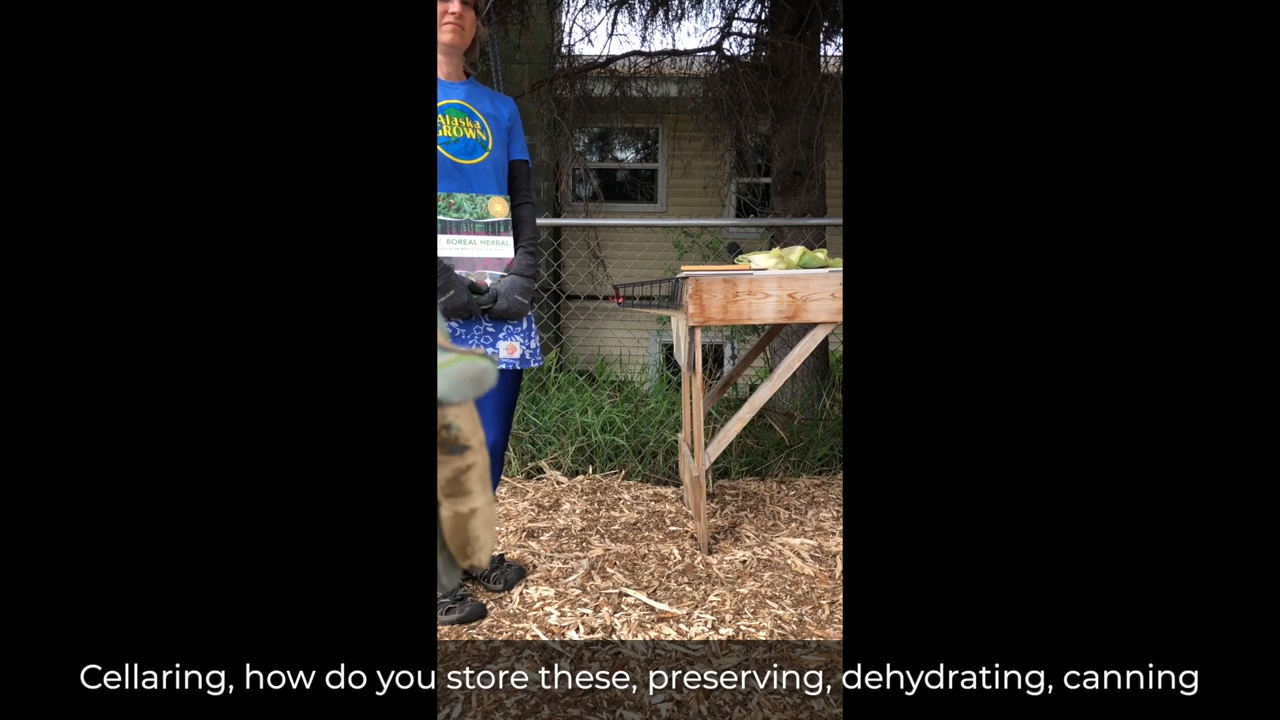 Alaska
GROWN
E BOREAL HERBAL
Cellaring, how do you store these, preserving, dehydrating, canning